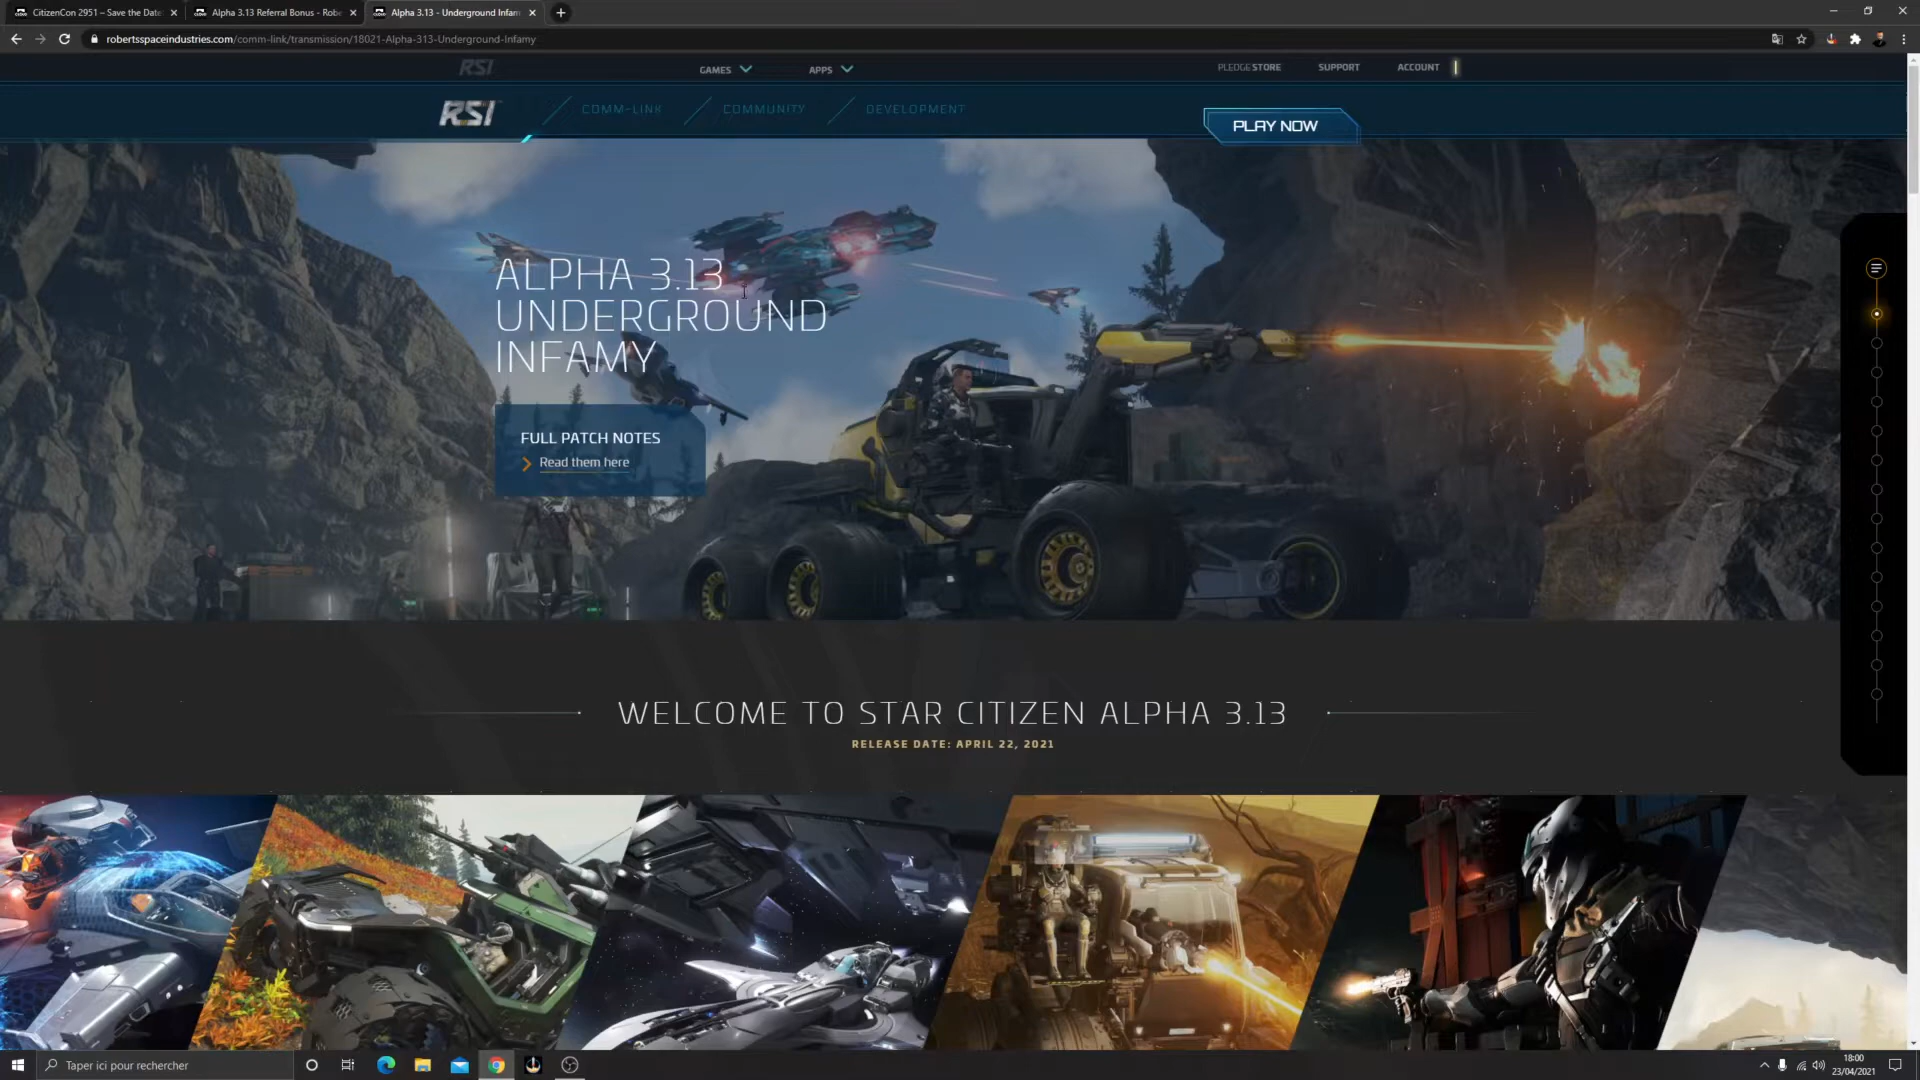 CitizenCon 2951 – Save the Date
Alpha 3.13 Referral Bonus - Robe
Alpha 3.13 - Underground Infam
robertsspaceindustries.com/comm-link/transmission/18021-Alpha-313-Underground-Infamy
RSI
GAMES
APPS
PLEDGE STORE
SUPPORT
ACCOUNT
RSI
COMM-LINK
COMMUNITY
DEVELOPMENT
PLAY NOW
ALPHA 3.13
UNDERGROUND
INFAMY
FULL PATCH NOTES
Read them here
WELCOME TO STAR CITIZEN ALPHA 3.13
RELEASE DATE: APRIL 22, 2021
Taper ici pour rechercher
18:00
23/04/2021